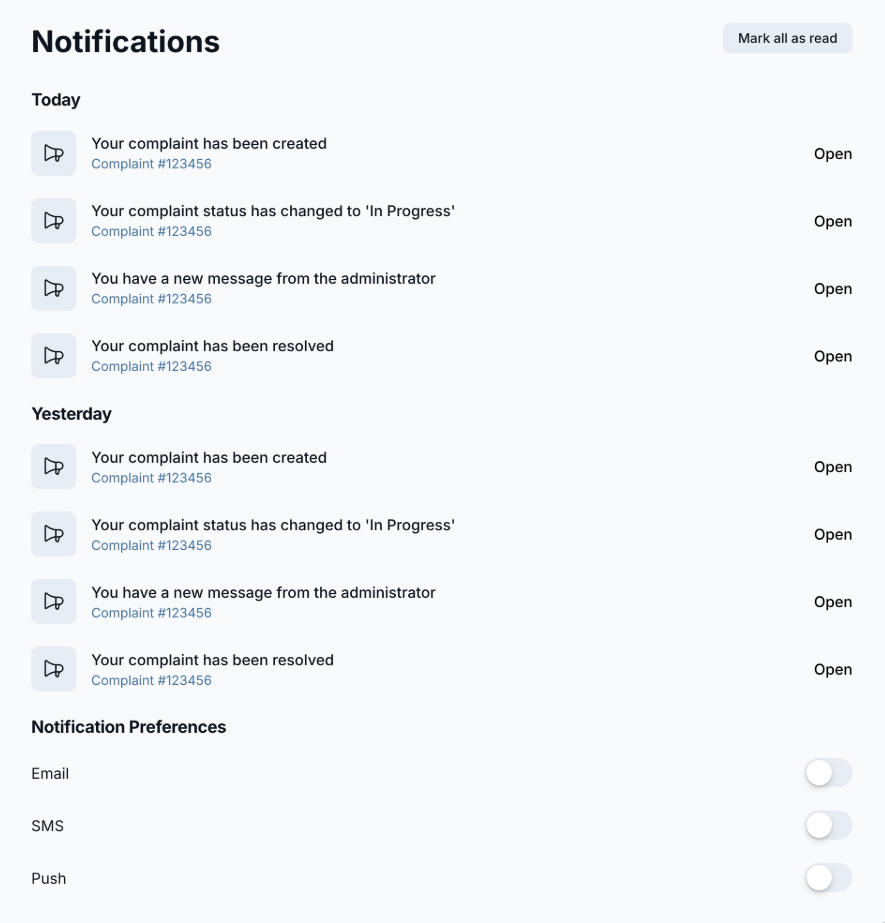 Notifications
Mark all as read
Today
Your complaint has been created
Complaint #123456
Open
Your complaint status has changed to 'In Progress'
Complaint #123456
Open
You have a new message from the administrator
Complaint #123456
Open
Your complaint has been resolved
Complaint #123456
Open
Yesterday
Your complaint has been created
Complaint #123456
Open
Your complaint status has changed to 'In Progress'
Complaint #123456
Open
You have a new message from the administrator
Complaint #123456
Open
Your complaint has been resolved
Complaint #123456
Open
Notification Preferences
Email
SMS
Push